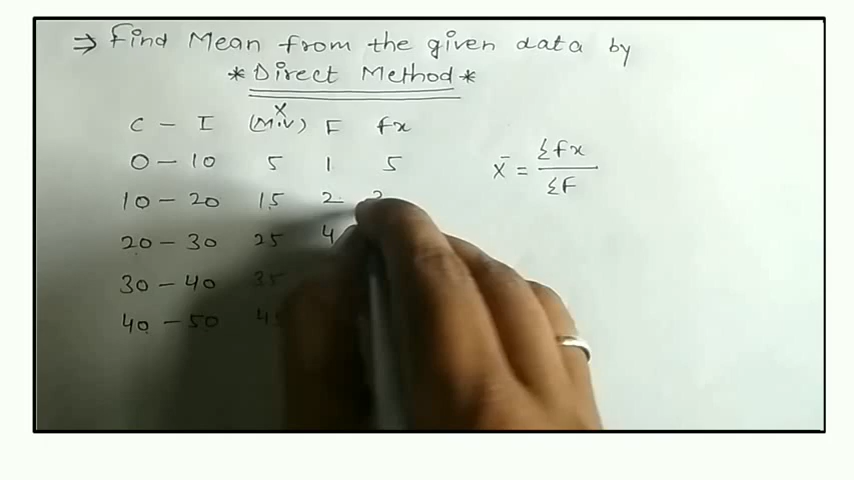 ⇒ Find Mean from the given data by
*Direct Method*
X
C - I (M.V) F fx
0 - 10 5 1 5
10 - 20 15 2
20 - 30 25 4
30 - 40 35
40 - 50
x̄ = Σfx / ΣF